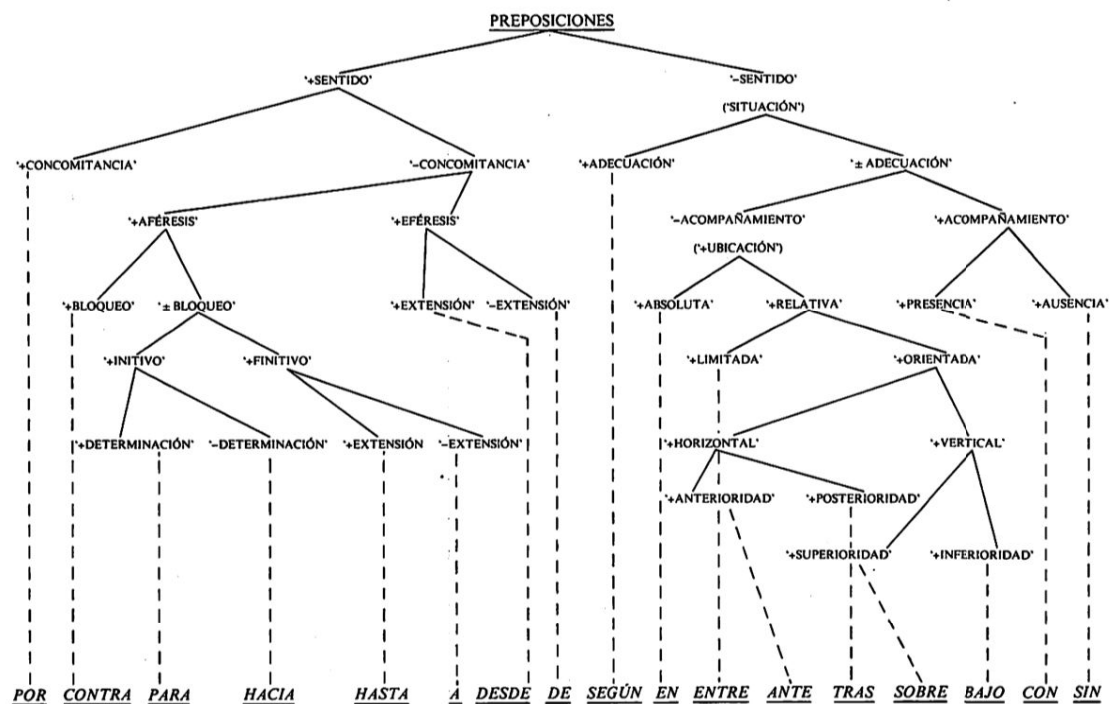 PREPOSICIONES
‘+SENTIDO’ ‘−SENTIDO’
(‘SITUACIÓN’)
‘+CONCOMITANCIA’ ‘−CONCOMITANCIA’ ‘+ADECUACIÓN’ ‘± ADECUACIÓN’
‘+AFÉRESIS’ ‘+EFÉRESIS’ ‘−ACOMPAÑAMIENTO’ ‘+ACOMPAÑAMIENTO’
(‘+UBICACIÓN’)
‘+BLOQUEO’ ‘± BLOQUEO’ ‘+EXTENSIÓN’ ‘−EXTENSIÓN’ ‘+ABSOLUTA’ ‘+RELATIVA’ ‘+PRESENCIA’ ‘+AUSENCIA’
‘+INITIVO’ ‘+FINITIVO’ ‘+LIMITADA’ ‘+ORIENTADA’
‘+DETERMINACIÓN’ ‘−DETERMINACIÓN’ ‘+EXTENSIÓN ‘−EXTENSIÓN’ ‘+HORIZONTAL’ ‘+VERTICAL’
‘+ANTERIORIDAD’ ‘+POSTERIORIDAD’
‘+SUPERIORIDAD’ ‘+INFERIORIDAD’
POR CONTRA PARA HACIA HASTA A DESDE DE SEGÚN EN ENTRE ANTE TRAS SOBRE BAJO CON SIN